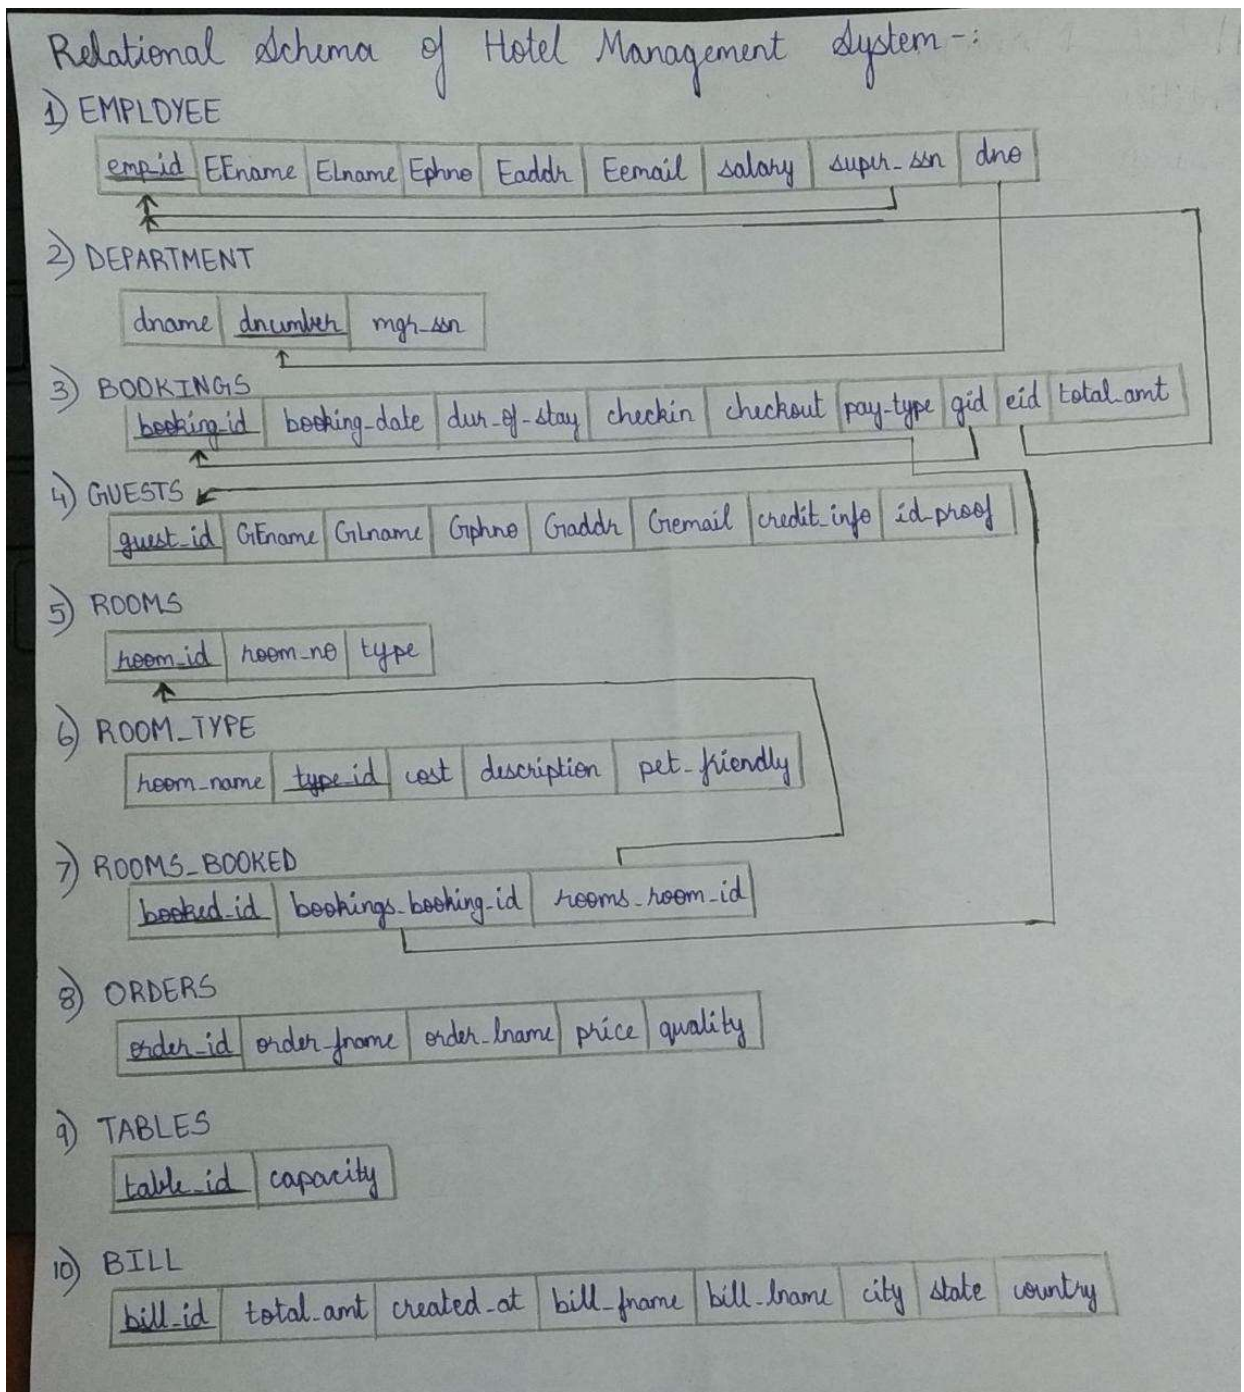 Relational Schema of Hotel Management System -:
1) EMPLOYEE
emp_id EFname ELname Ephno Eaddr Eemail salary super_ssn dno
2) DEPARTMENT
dname dnumber mgr_ssn
3) BOOKINGS
booking_id booking_date dur_of_stay checkin checkout pay_type gid eid total_amt
4) GUESTS
guest_id GFname GLname Gphno Gaddr Gemail credit_info id_proof
5) ROOMS
room_id room_no type
6) ROOM_TYPE
room_name type_id cost description pet_friendly
7) ROOMS_BOOKED
booked_id bookings_booking_id rooms_room_id
8) ORDERS
order_id order_fname order_lname price quality
9) TABLES
table_id capacity
10) BILL
bill_id total_amt created_at bill_fname bill_lname city state country